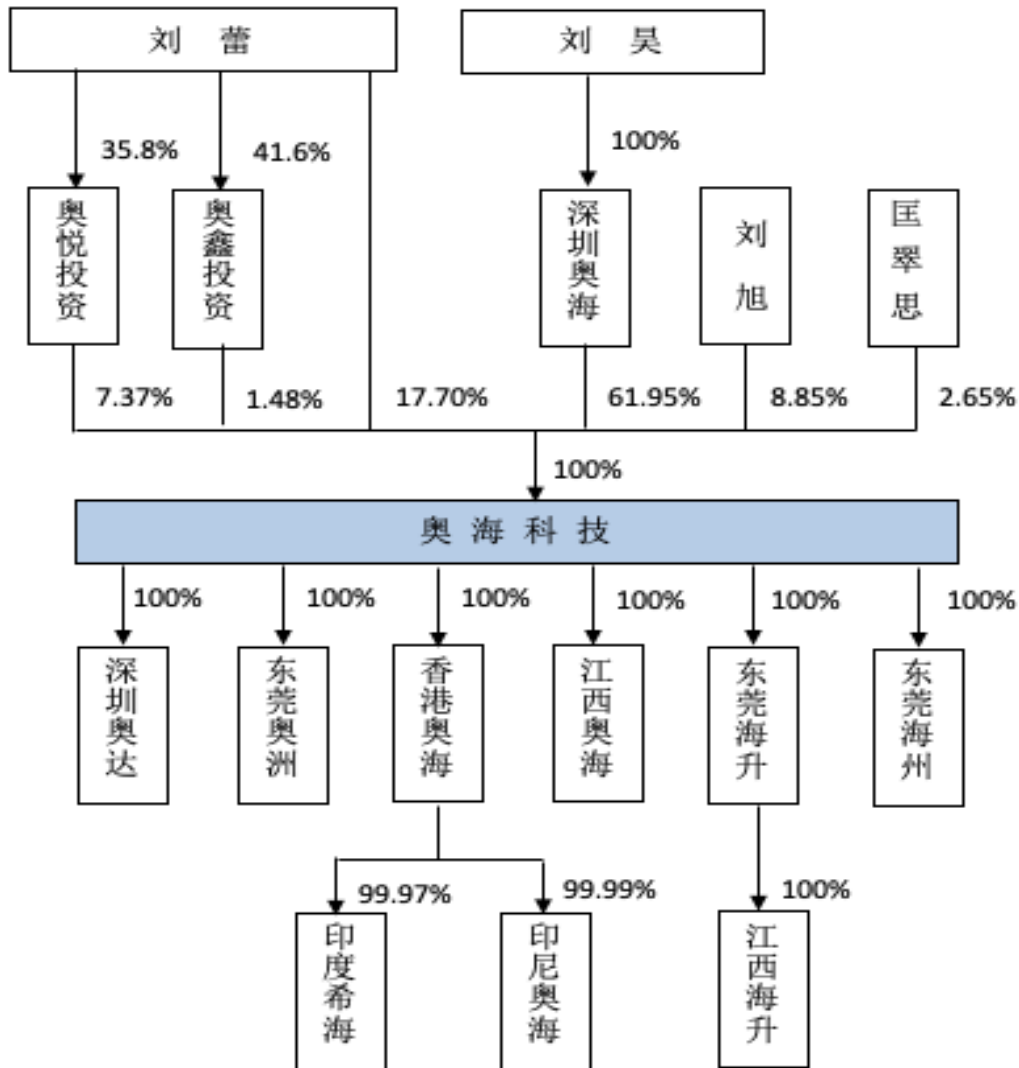 刘 蕾
刘 昊
35.8%
41.6%
100%
奥悦投资
奥鑫投资
深圳奥海
刘旭
匡翠思
7.37%
1.48%
17.70%
61.95%
8.85%
2.65%
100%
奥 海 科 技
100%
100%
100%
100%
100%
100%
深圳奥达
东莞奥洲
香港奥海
江西奥海
东莞海升
东莞海州
99.97%
99.99%
100%
印度希海
印尼奥海
江西海升